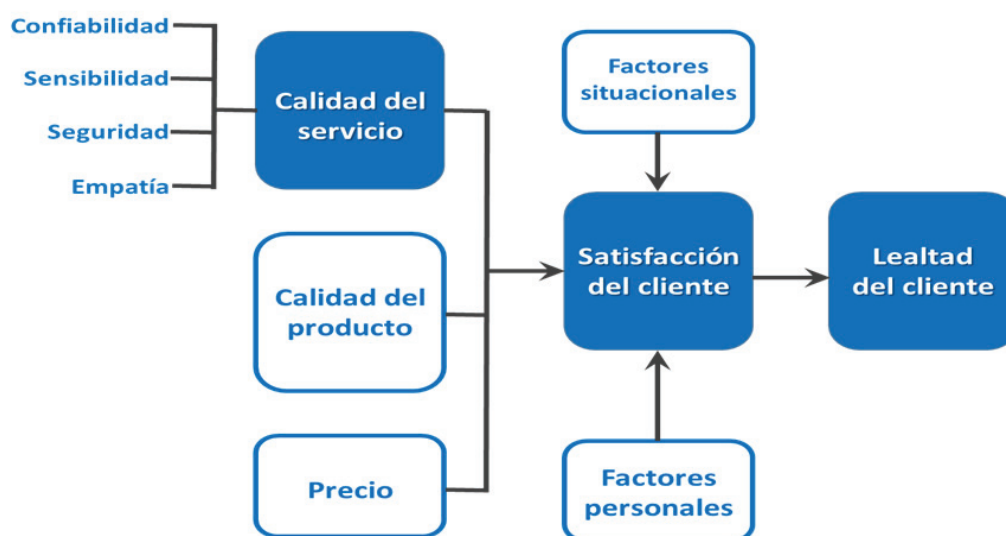 Confiabilidad
Sensibilidad
Seguridad
Empatía
Calidad del
servicio
Calidad del
producto
Precio
Factores
situacionales
Satisfacción
del cliente
Factores
personales
Lealtad
del cliente